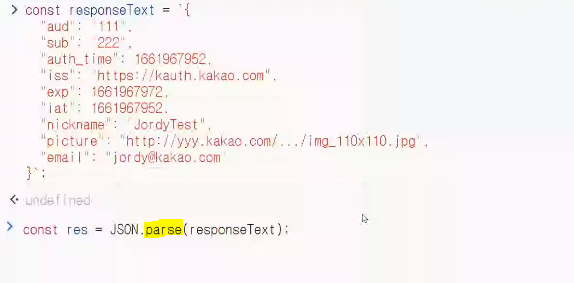 > const responseText = `{
"aud": "111",
"sub": "222",
"auth_time": 1661967952,
"iss": "https://kauth.kakao.com",
"exp": 1661967972,
"iat": 1661967952,
"nickname": "JordyTest",
"picture": "http://yyy.kakao.com/.../img_110x110.jpg",
"email": "jordy@kakao.com"
}`;
undefined
> const res = JSON.parse(responseText);